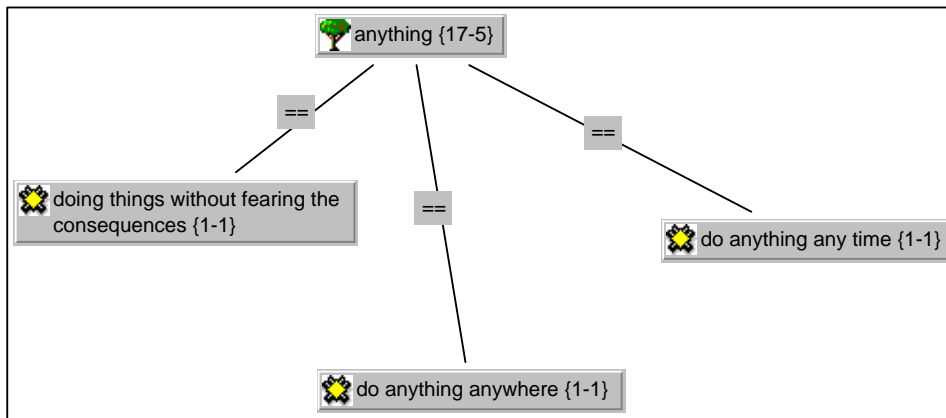 anything {17-5}
==
==
doing things without fearing the
consequences {1-1}
==
do anything any time {1-1}
do anything anywhere {1-1}